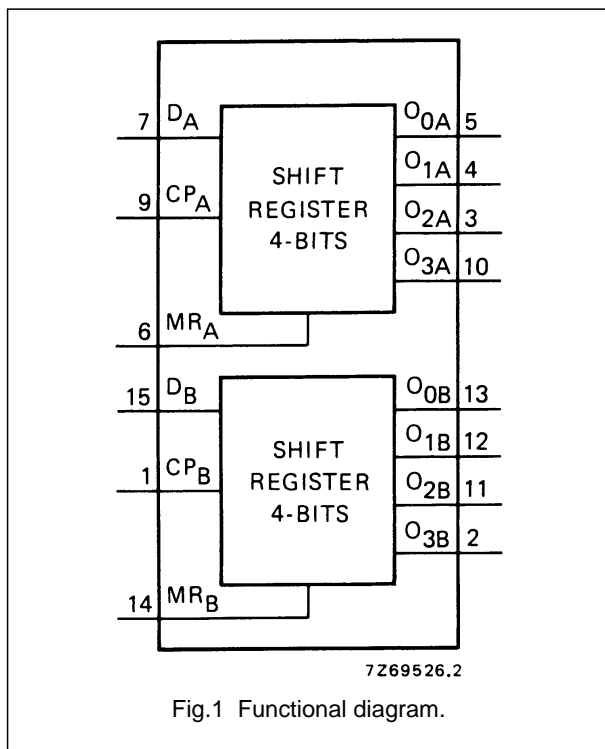 7 DA O0A 5
O1A 4
SHIFT
9 CPA REGISTER O2A 3
4-BITS
O3A 10
6 MRA
15 DB O0B 13
O1B 12
SHIFT
1 CPB REGISTER O2B 11
4-BITS
O3B 2
14 MRB
7Z69526.2
Fig.1 Functional diagram.